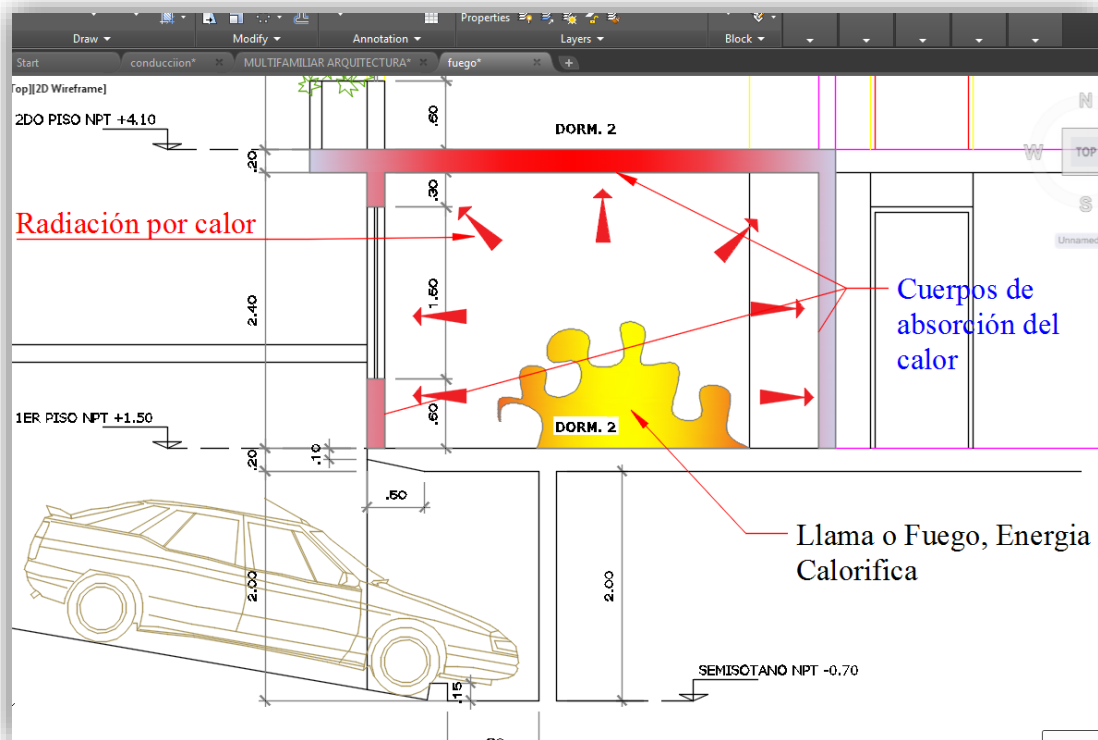 Properties
Draw
Modify
Annotation
Layers
Block
Start
conducciion*
MULTIFAMILIAR ARQUITECTURA*
fuego*
Top][2D Wireframe]
2DO PISO NPT +4.10
.60
DORM. 2
N
W
TOP
S
Unnamed
.20
.30
Radiación por calor
2.40
1.50
Cuerpos de
absorción del
calor
1ER PISO NPT +1.50
.60
DORM. 2
.20
.10
.50
Llama o Fuego, Energia
Calorifica
2.00
2.00
SEMISOTANO NPT -0.70
.15